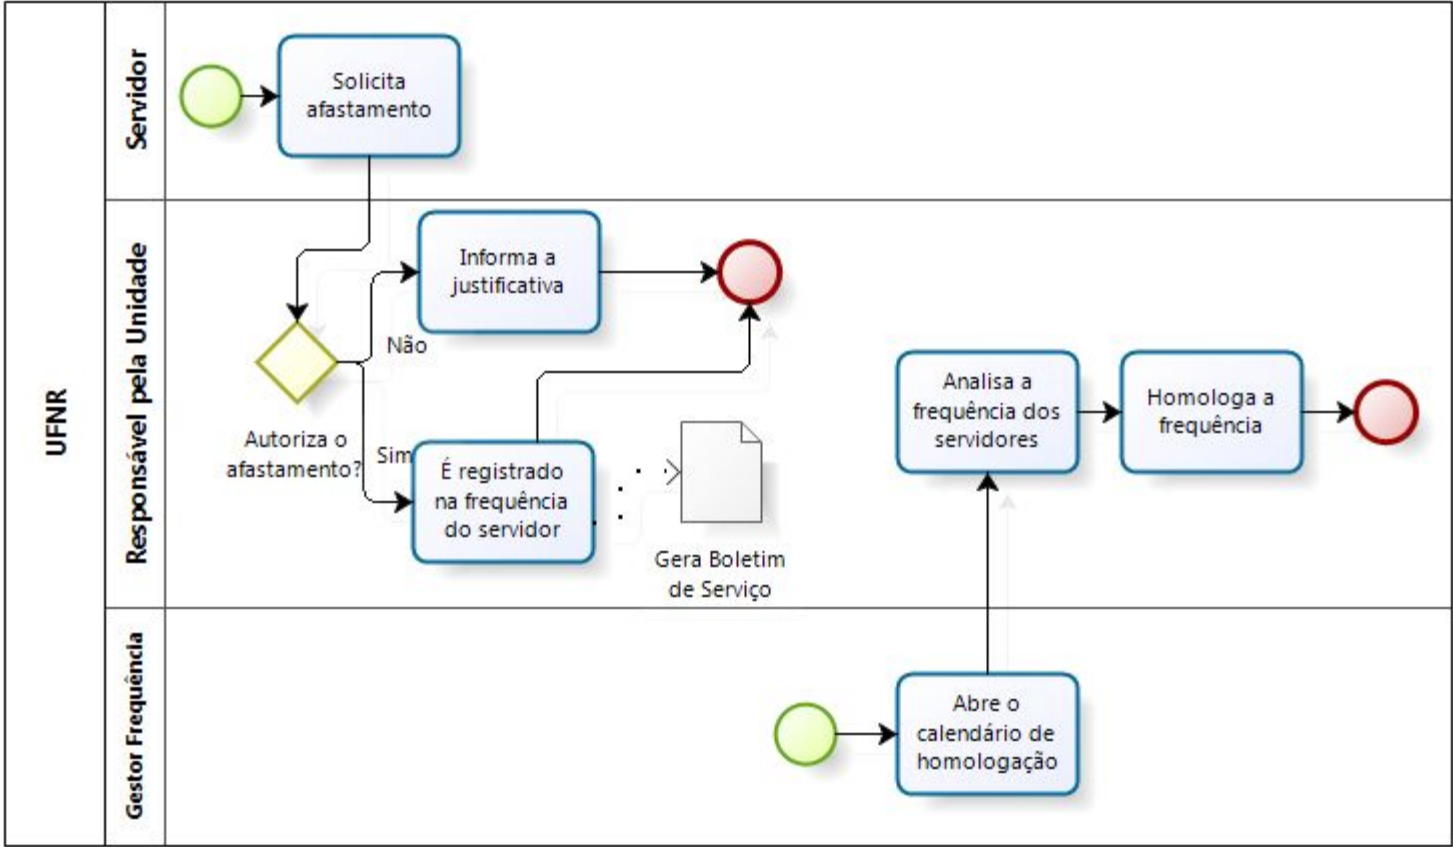 UFNR
Servidor
Solicita
afastamento
Responsável pela Unidade
Informa a
justificativa
Não
Autoriza o
afastamento?
Sim
É registrado
na frequência
do servidor
Gera Boletim
de Serviço
Analisa a
frequência dos
servidores
Homologa a
frequência
Gestor Frequência
Abre o
calendário de
homologação